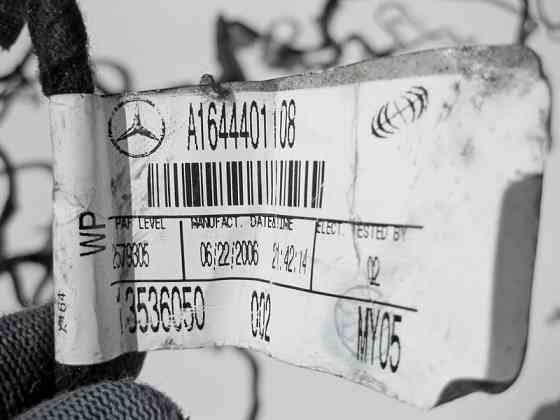 A1644401108
WP
LEVEL MANUFACT. DATE/TIME ELECT. TESTED BY
06/22/2006 21:42:14 02
13536050 002 MY05